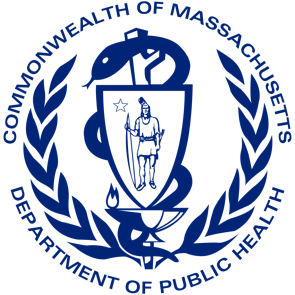 COMMONWEALTH OF MASSACHUSETTS
DEPARTMENT OF PUBLIC HEALTH